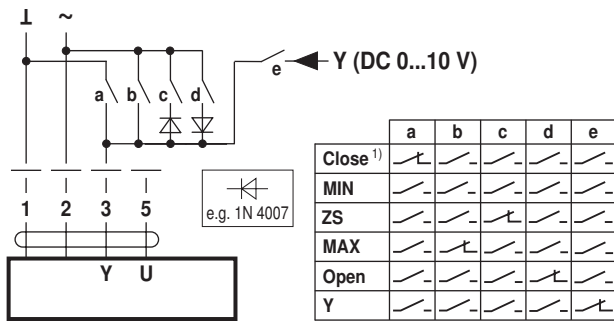 ⊥ ~
a b c d e Y (DC 0...10 V)
1 2 3 5
Y U
e.g. 1N 4007
a b c d e
Close 1)
MIN
ZS
MAX
Open
Y